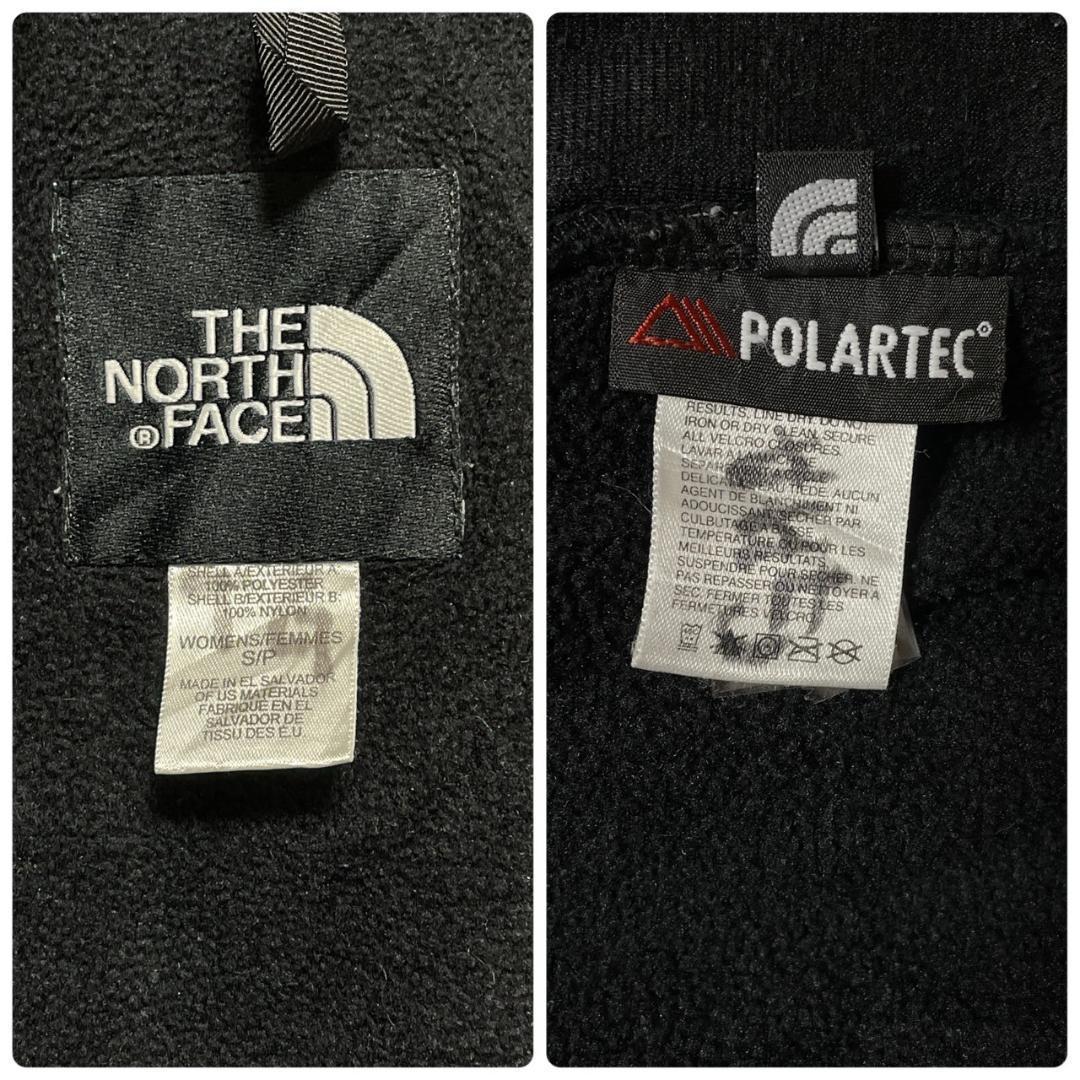 THE
NORTH
® FACE
SHELL A/EXTERIEUR A:
100% POLYESTER
SHELL B/EXTERIEUR B:
100% NYLON
WOMENS/FEMMES
S/P
MADE IN EL SALVADOR
OF US MATERIALS
FABRIQUE EN EL
SALVADOR DE
TISSU DES E.U.
POLARTEC®
RESULTS, LINE DRY. DO NOT
IRON OR DRY CLEAN. SECURE
ALL VELCRO CLOSURES.
LAVAR A
AUCUN
AGENT DE BLANCHIMENT NI
ADOUCISSANT. SECHER PAR
CULBUTAGE A BASSE
TEMPERATURE OU POUR LES
MEILLEURS RESULTATS
SUSPENDRE POUR SECHER. NE
PAS REPASSER OU NETTOYER A
SEC. FERMER TOUTES LES
FERMETURES VELCRO.